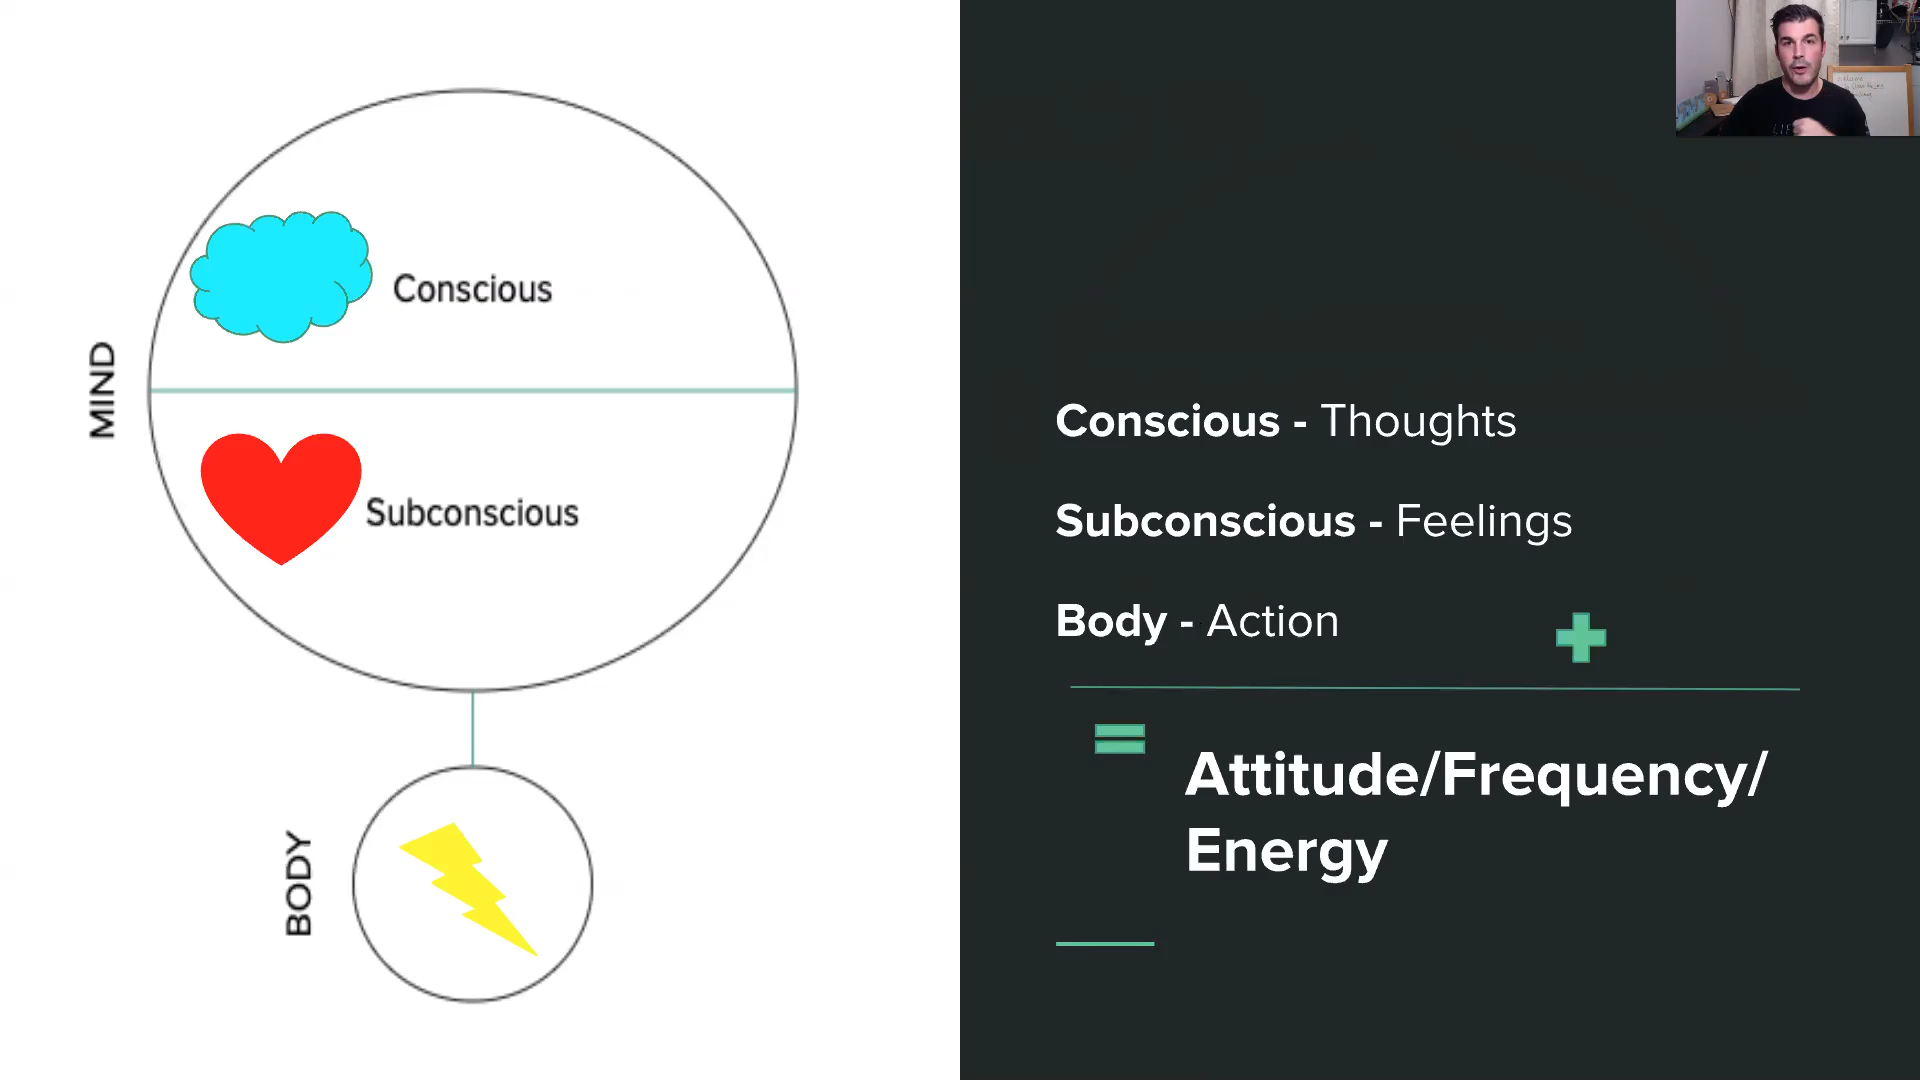 MIND
Conscious
Subconscious
BODY
Conscious - Thoughts
Subconscious - Feelings
Body - Action
Attitude/Frequency/
Energy